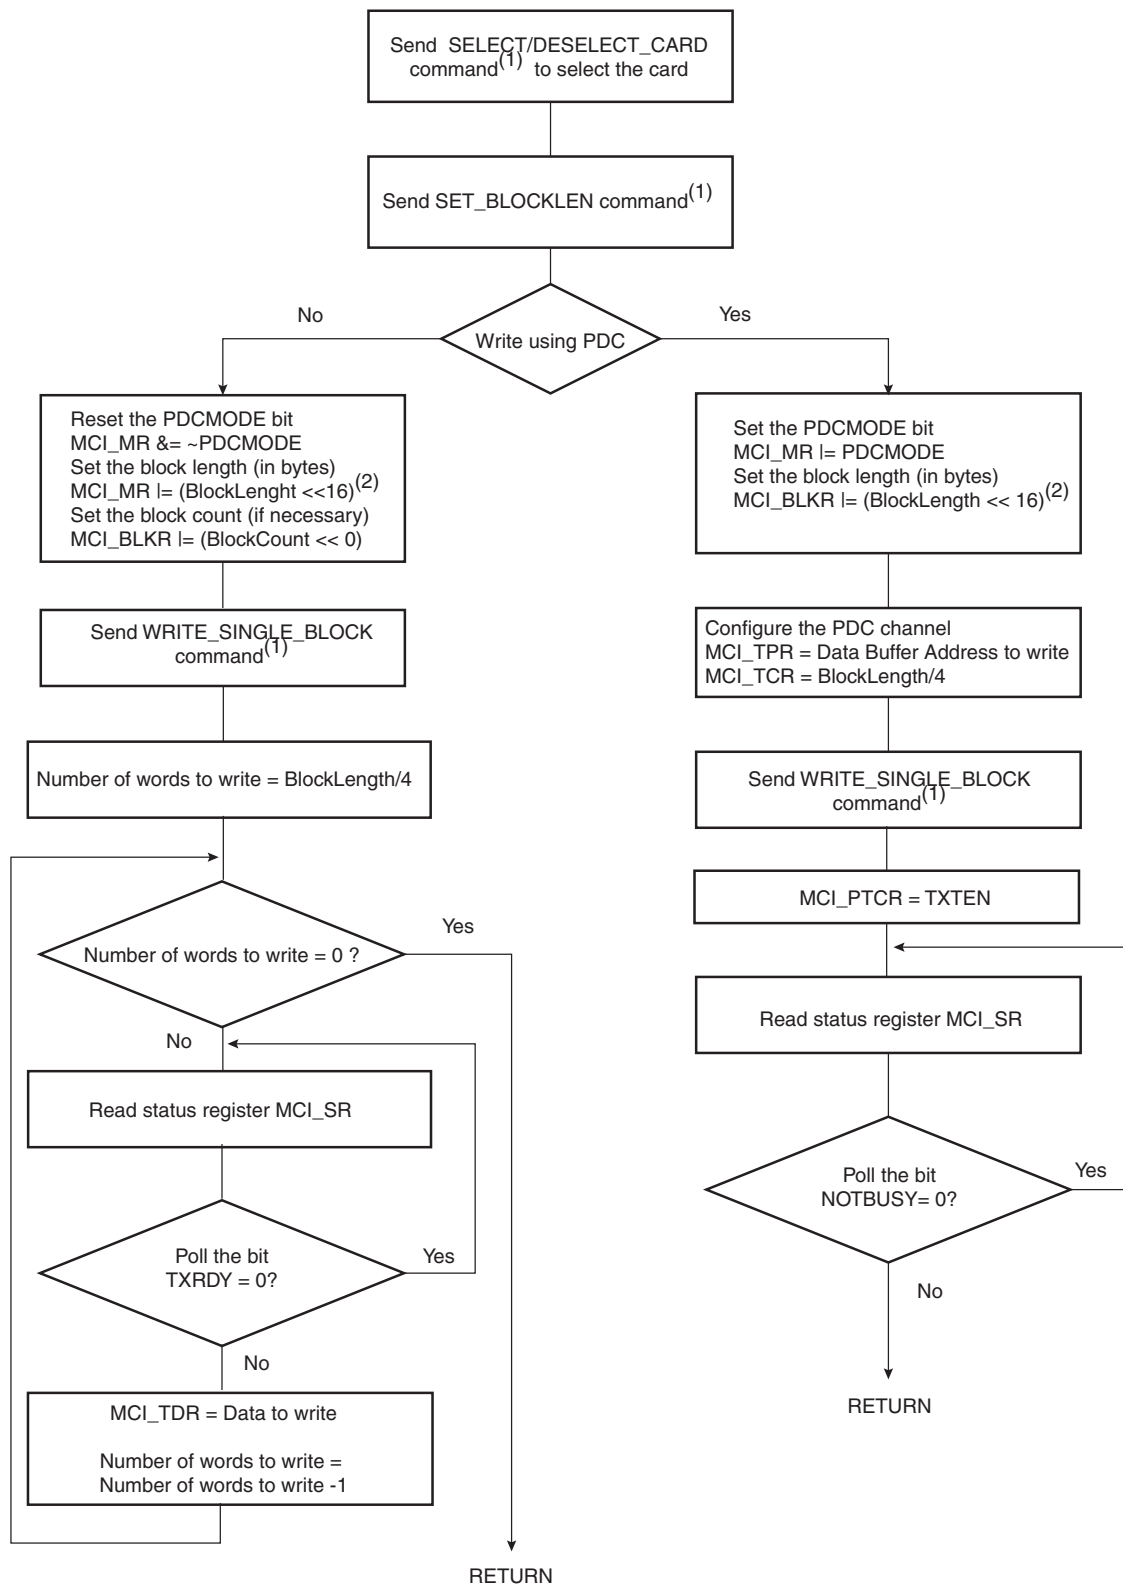 Send SELECT/DESELECT_CARD
command(1) to select the card
Send SET_BLOCKLEN command(1)
No
Yes
Write using PDC
Reset the PDCMODE bit
MCI_MR &= ~PDCMODE
Set the block length (in bytes)
MCI_MR |= (BlockLenght <<16)(2)
Set the block count (if necessary)
MCI_BLKR |= (BlockCount << 0)
Set the PDCMODE bit
MCI_MR |= PDCMODE
Set the block length (in bytes)
MCI_BLKR |= (BlockLength << 16)(2)
Send WRITE_SINGLE_BLOCK
command(1)
Configure the PDC channel
MCI_TPR = Data Buffer Address to write
MCI_TCR = BlockLength/4
Number of words to write = BlockLength/4
Send WRITE_SINGLE_BLOCK
command(1)
MCI_PTCR = TXTEN
Number of words to write = 0 ?
Yes
No
Read status register MCI_SR
Read status register MCI_SR
Poll the bit
NOTBUSY= 0?
Yes
No
Poll the bit
TXRDY = 0?
Yes
No
MCI_TDR = Data to write
Number of words to write =
Number of words to write -1
RETURN
RETURN